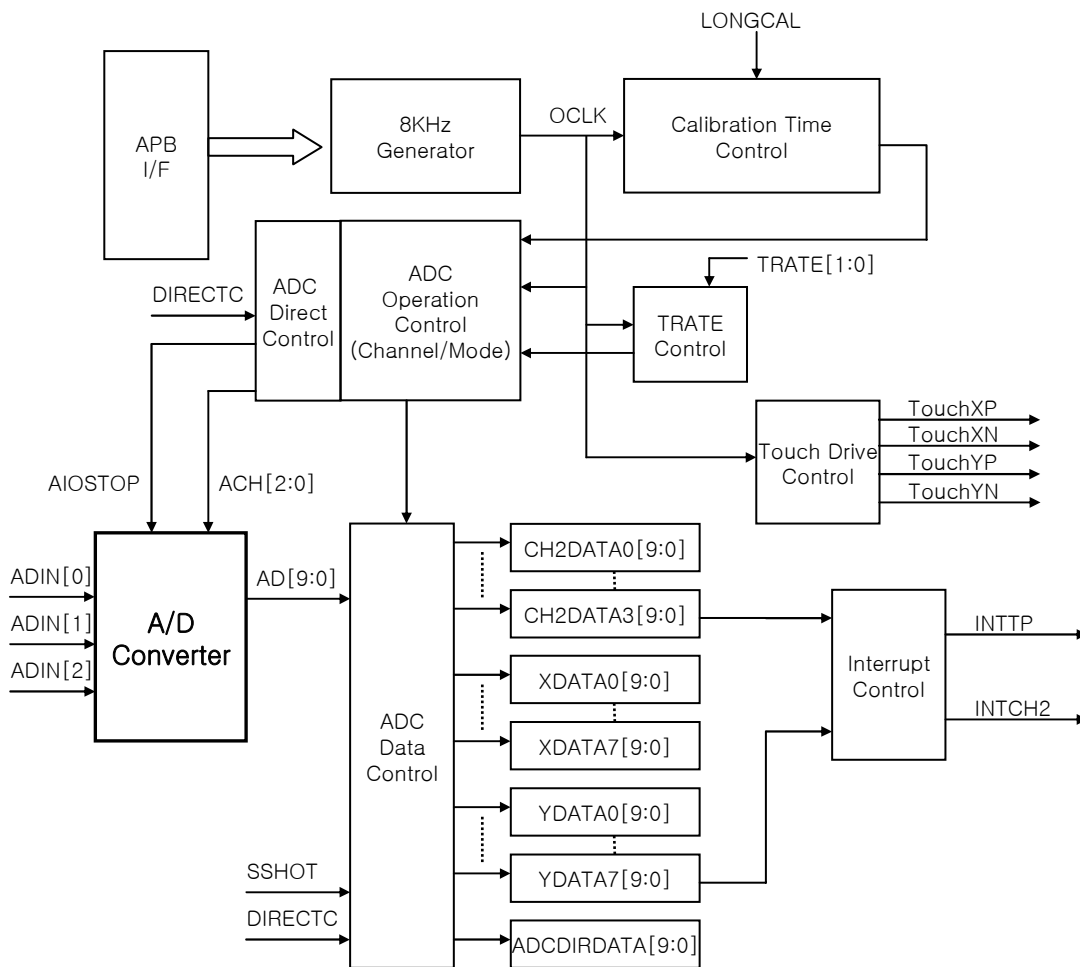 LONGCAL
APB
I/F
8KHz
Generator
OCLK
Calibration Time
Control
DIRECTC
ADC
Direct
Control
ADC
Operation
Control
(Channel/Mode)
TRATE[1:0]
TRATE
Control
AIOSTOP
ACH[2:0]
Touch Drive
Control
TouchXP
TouchXN
TouchYP
TouchYN
ADIN[0]
ADIN[1]
ADIN[2]
A/D
Converter
AD[9:0]
ADC
Data
Control
SSHOT
DIRECTC
CH2DATA0[9:0]
CH2DATA3[9:0]
XDATA0[9:0]
XDATA7[9:0]
YDATA0[9:0]
YDATA7[9:0]
ADCDIRDATA[9:0]
Interrupt
Control
INTTP
INTCH2